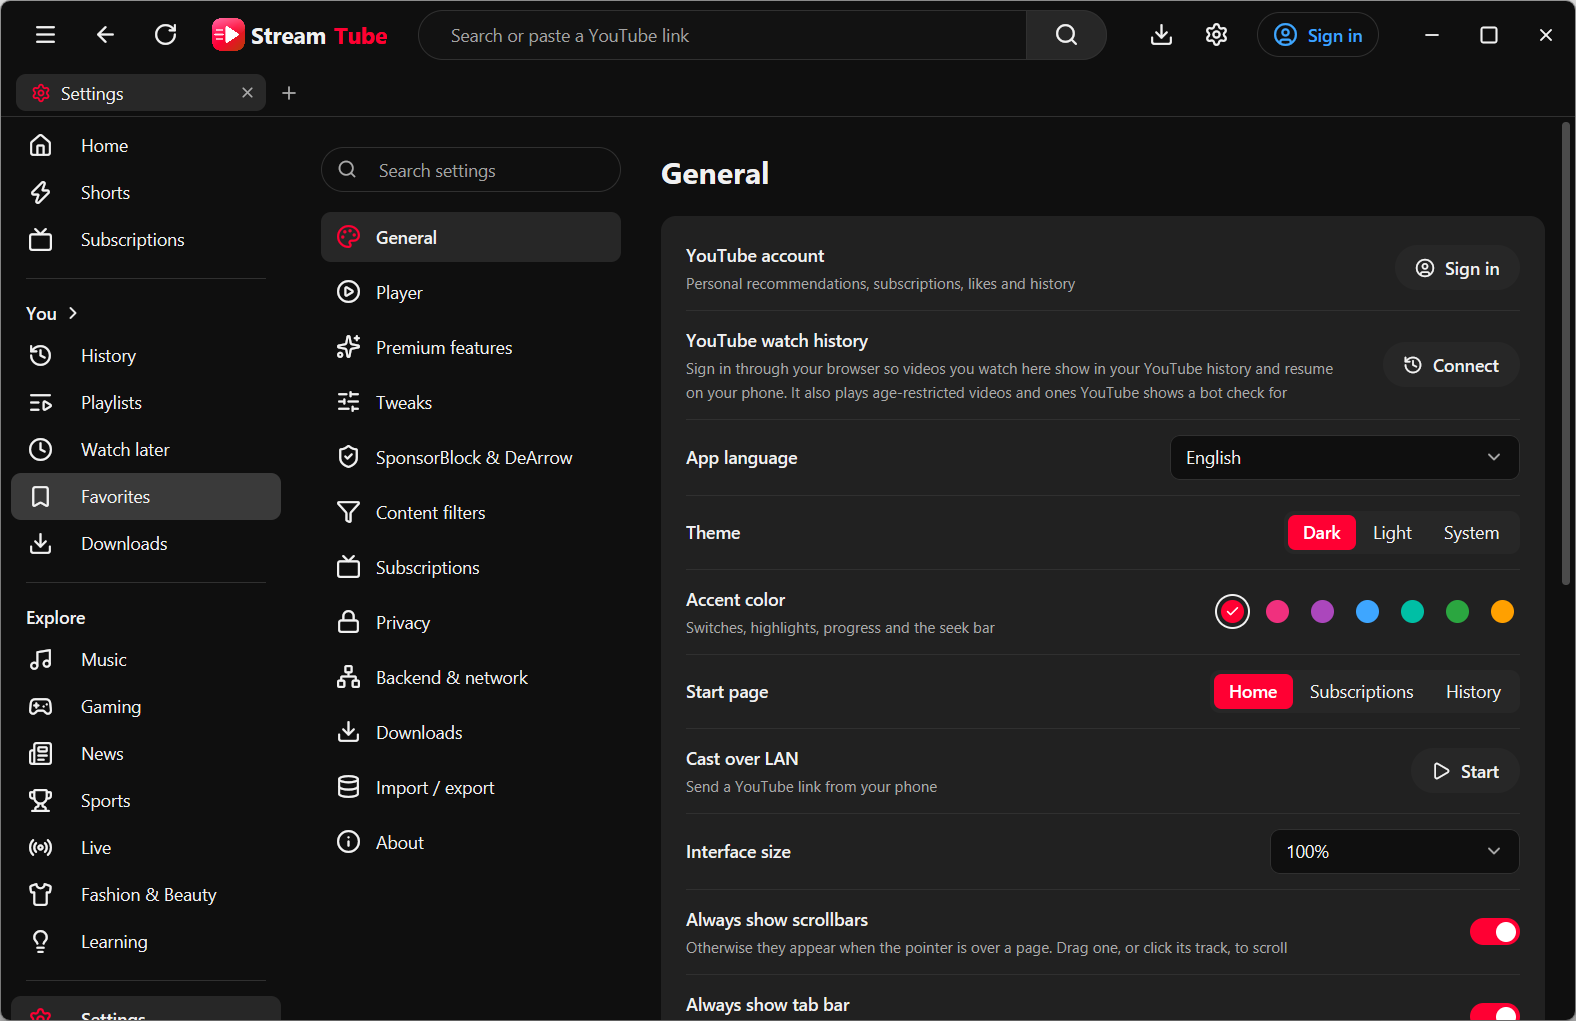 Stream Tube
Search or paste a YouTube link
Sign in
Settings
Home
Shorts
Subscriptions
You
History
Playlists
Watch later
Favorites
Downloads
Explore
Music
Gaming
News
Sports
Live
Fashion & Beauty
Learning
Settings
Search settings
General
Player
Premium features
Tweaks
SponsorBlock & DeArrow
Content filters
Subscriptions
Privacy
Backend & network
Downloads
Import / export
About
General
YouTube account
Personal recommendations, subscriptions, likes and history
Sign in
YouTube watch history
Sign in through your browser so videos you watch here show in your YouTube history and resume
on your phone. It also plays age-restricted videos and ones YouTube shows a bot check for
Connect
App language
English
Theme
Dark Light System
Accent color
Switches, highlights, progress and the seek bar
Start page
Home Subscriptions History
Cast over LAN
Send a YouTube link from your phone
Start
Interface size
100%
Always show scrollbars
Otherwise they appear when the pointer is over a page. Drag one, or click its track, to scroll
Always show tab bar